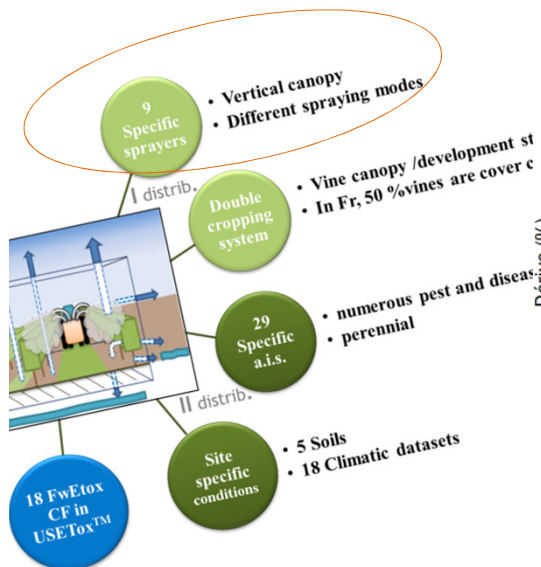 9
Specific
sprayers
• Vertical canopy
• Different spraying modes
I distrib.
Double
cropping
system
• Vine canopy /development
• In Fr, 50 %vines are cover
29
Specific
a.i.s.
• numerous pest and
• perennial
II distrib.
Site
specific
conditions
• 5 Soils
• 18 Climatic datasets
18 FwEtox
CF in
USETox™